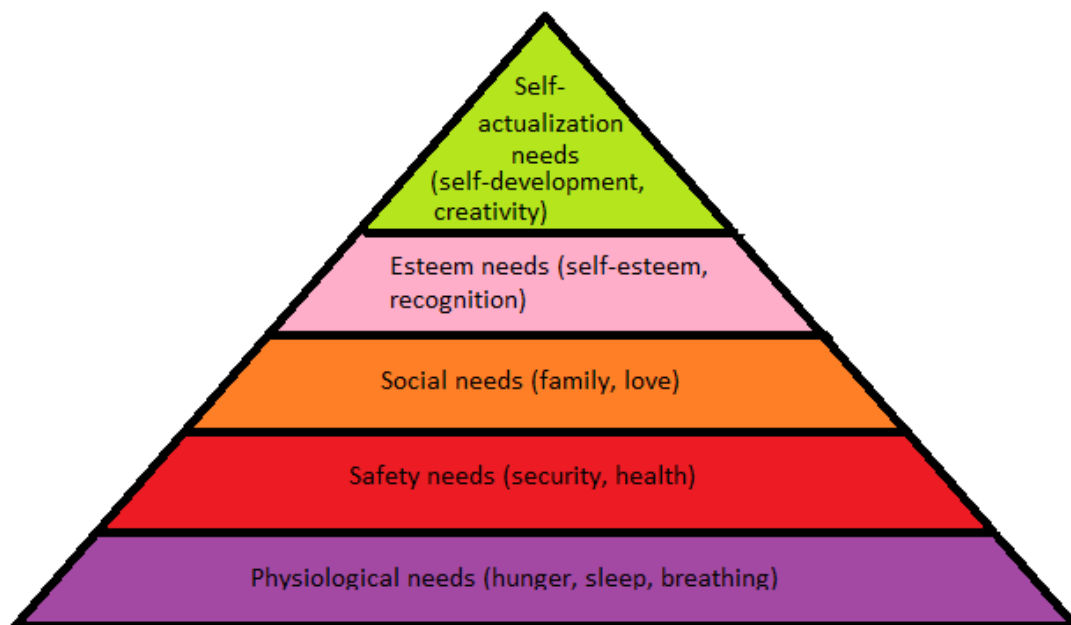 Self-
actualization
needs
(self-development,
creativity)
Esteem needs (self-esteem,
recognition)
Social needs (family, love)
Safety needs (security, health)
Physiological needs (hunger, sleep, breathing)